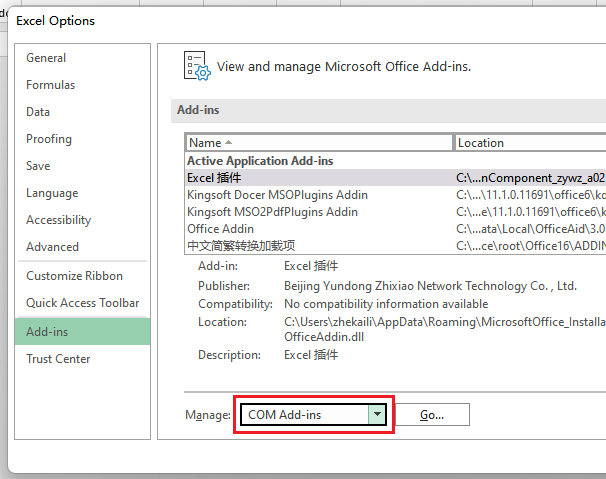 Excel Options
General
Formulas
Data
Proofing
Save
Language
Accessibility
Advanced
Customize Ribbon
Quick Access Toolbar
Add-ins
Trust Center
View and manage Microsoft Office Add-ins.
Add-ins
Name Location
Active Application Add-ins
Excel 插件 C:\...nComponent_zywz_a02
Kingsoft Docer MSOPlugins Addin C:\...\11.1.0.11691\office6\ko
Kingsoft MSO2PdfPlugins Addin C:\...e\11.1.0.11691\office6\k
Office Addin C:\...ata\Local\OfficeAid\3.0
中文简繁转换加载项 C:\...ce\root\Office16\ADDIN
Add-in: Excel 插件
Publisher: Beijing Yundong Zhixiao Network Technology Co. , Ltd.
Compatibility: No compatibility information available
Location: C:\Users\zhekaili\AppData\Roaming\MicrosoftOffice_Installa
OfficeAddin.dll
Description: Excel 插件
Manage: COM Add-ins Go...